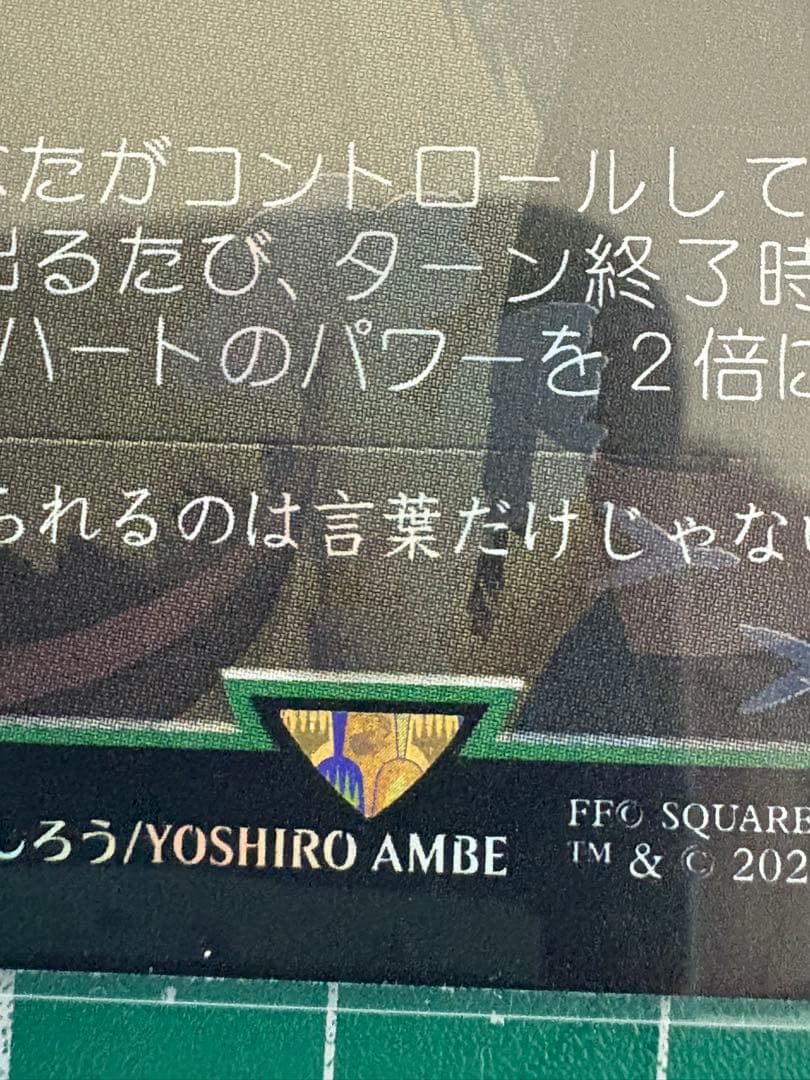 たがコントロールして
出るたび、ターン終了時
ハートのパワーを２倍に
られるのは言葉だけじゃない
しろう/YOSHIRO AMBE
FF© SQUARE
™ & © 202